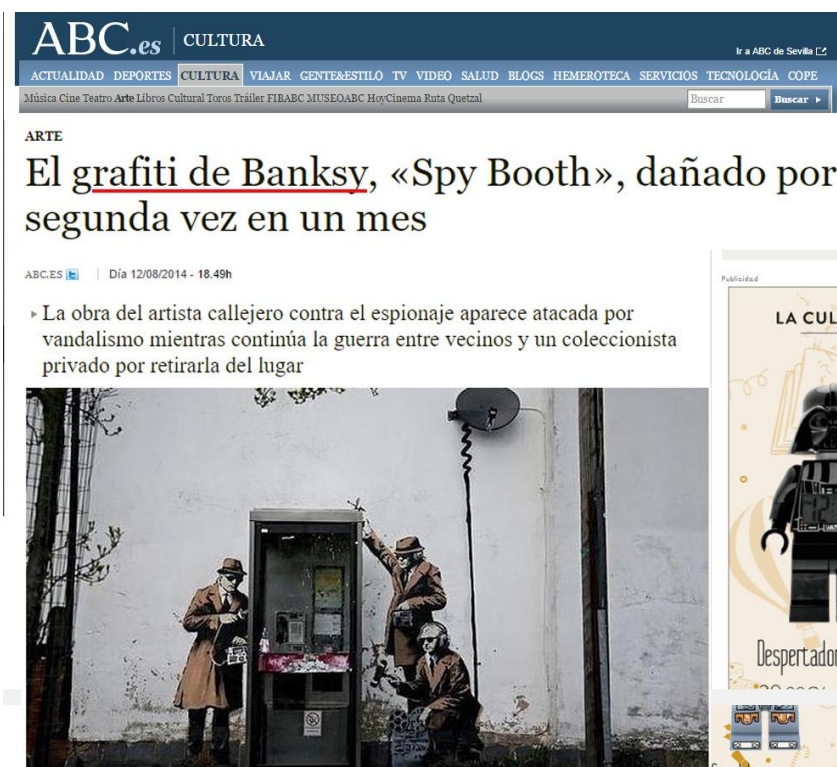 ABC.es CULTURA
Ir a ABC de Sevilla
ACTUALIDAD DEPORTES CULTURA VIAJAR GENTE&ESTILO TV VIDEO SALUD BLOGS HEMEROTECA SERVICIOS TECNOLOGÍA COPE
Música Cine Teatro Arte Libros Cultural Toros Tráiler FIBABC MUSEOABC HoyCinema Ruta Quetzal
Buscar Buscar
ARTE
El grafiti de Banksy, «Spy Booth», dañado por
segunda vez en un mes
ABC.ES | Día 12/08/2014 - 18.49h
Publicidad
La obra del artista callejero contra el espionaje aparece atacada por
vandalismo mientras continúa la guerra entre vecinos y un coleccionista
privado por retirarla del lugar
LA CUL
Despertador